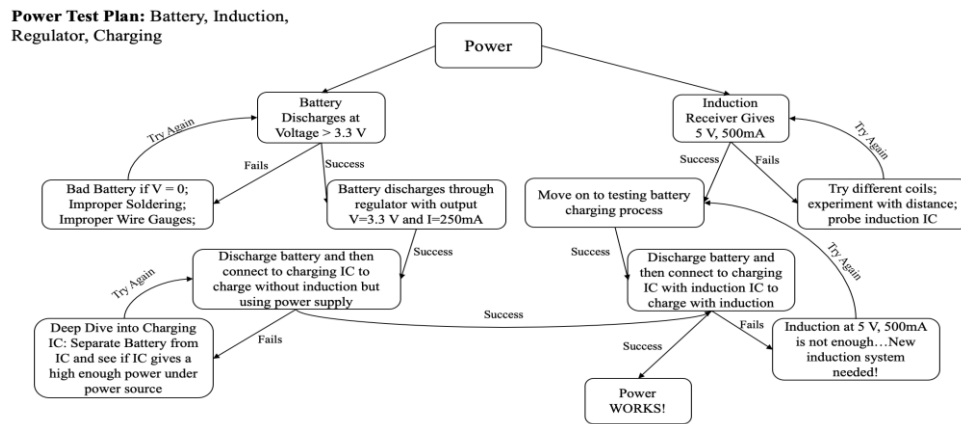 Power Test Plan: Battery, Induction,
Regulator, Charging
Power
Battery
Discharges at
Voltage > 3.3 V
Induction
Receiver Gives
5 V, 500mA
Try Again
Fails
Success
Success
Fails
Try Again
Bad Battery if V = 0;
Improper Soldering;
Improper Wire Gauges;
Battery discharges through
regulator with output
V=3.3 V and I=250mA
Move on to testing battery
charging process
Try different coils;
experiment with distance;
probe induction IC
Success
Success
Try Again
Discharge battery and then
connect to charging IC to
charge without induction but
using power supply
Discharge battery and
then connect to charging
IC with induction IC to
charge with induction
Try Again
Success
Deep Dive into Charging
IC: Separate Battery from
IC and see if IC gives a
high enough power under
power source
Fails
Success
Fails
Induction at 5 V, 500mA
is not enough…New
induction system
needed!
Power
WORKS!